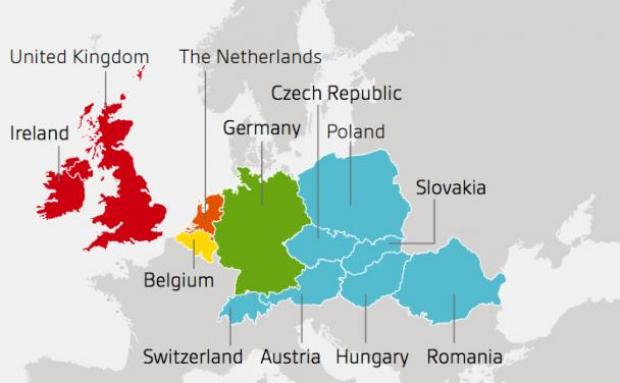 United Kingdom
The Netherlands
Czech Republic
Ireland
Germany
Poland
Slovakia
Belgium
Switzerland
Austria
Hungary
Romania